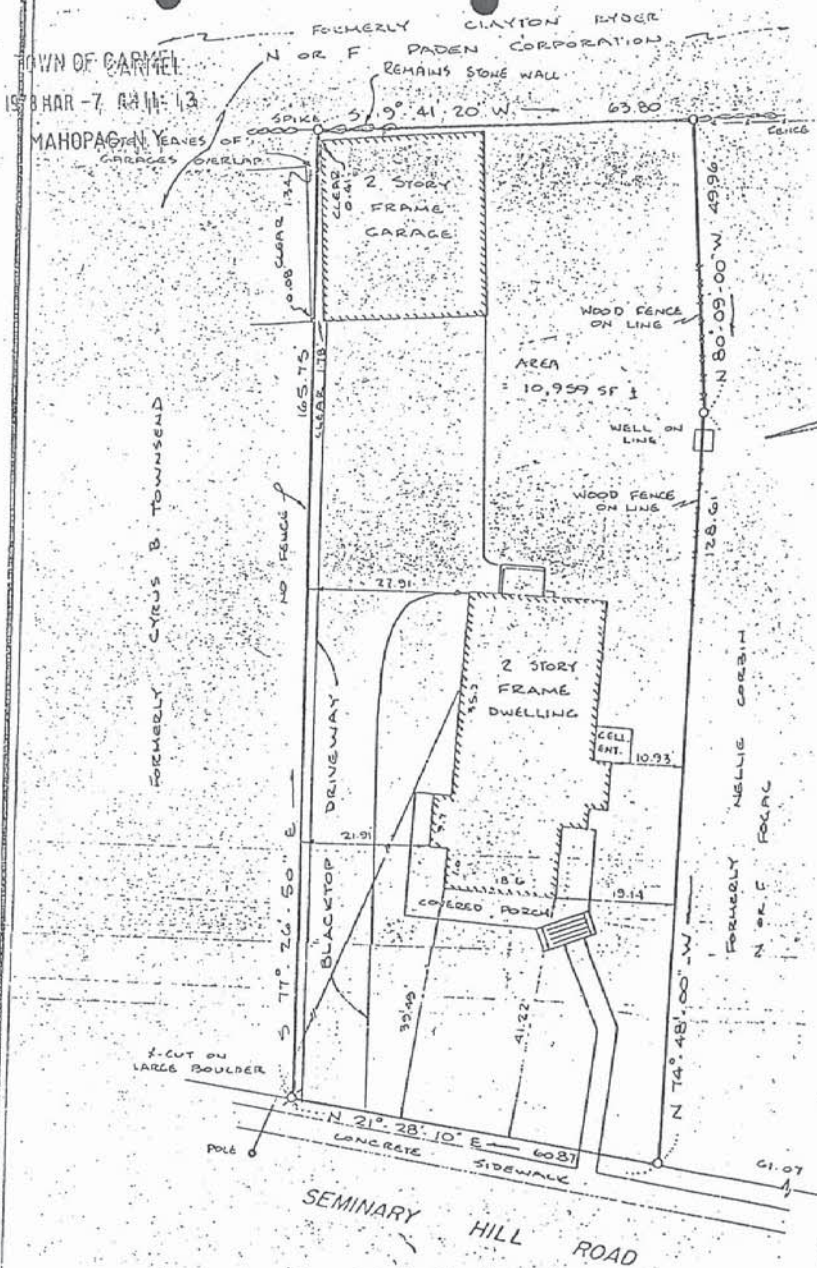 FORMERLY CLAYTON RYDER
N OR F PADEN CORPORATION
TOWN OF CARMEL
MAHOPAC, N.Y.
REMAINS STONE WALL
SPIKE
S 9° 41' 20" W
63.80
FENCE
EAVES OF
GARAGES OVERLAP
CLEAR 1.34
0.08
CLEAR
0.41
2 STORY
FRAME
GARAGE
N 80°-09'-00" W 49.96
WOOD FENCE
ON LINE
AREA
= 10,959 SF ±
WELL ON
LINE
WOOD FENCE
ON LINE
165.75
CLEAR 1.78
128.61
NO FENCE
FORMERLY CYRUS B TOWNSEND
27.91
2 STORY
FRAME
DWELLING
CELL.
ENT.
10.93
21.91
18.6
COVERED PORCH
19.14
BLACKTOP DRIVEWAY
S 77° 26' 50" E
39.49
41.22
FORMERLY NELLIE CORBIN
N OR F FOGAC
N 74° 48' 00" W
X-CUT ON
LARGE BOULDER
POLE
N 21°-28'-10" E
60.87
61.07
CONCRETE SIDEWALK
SEMINARY HILL ROAD